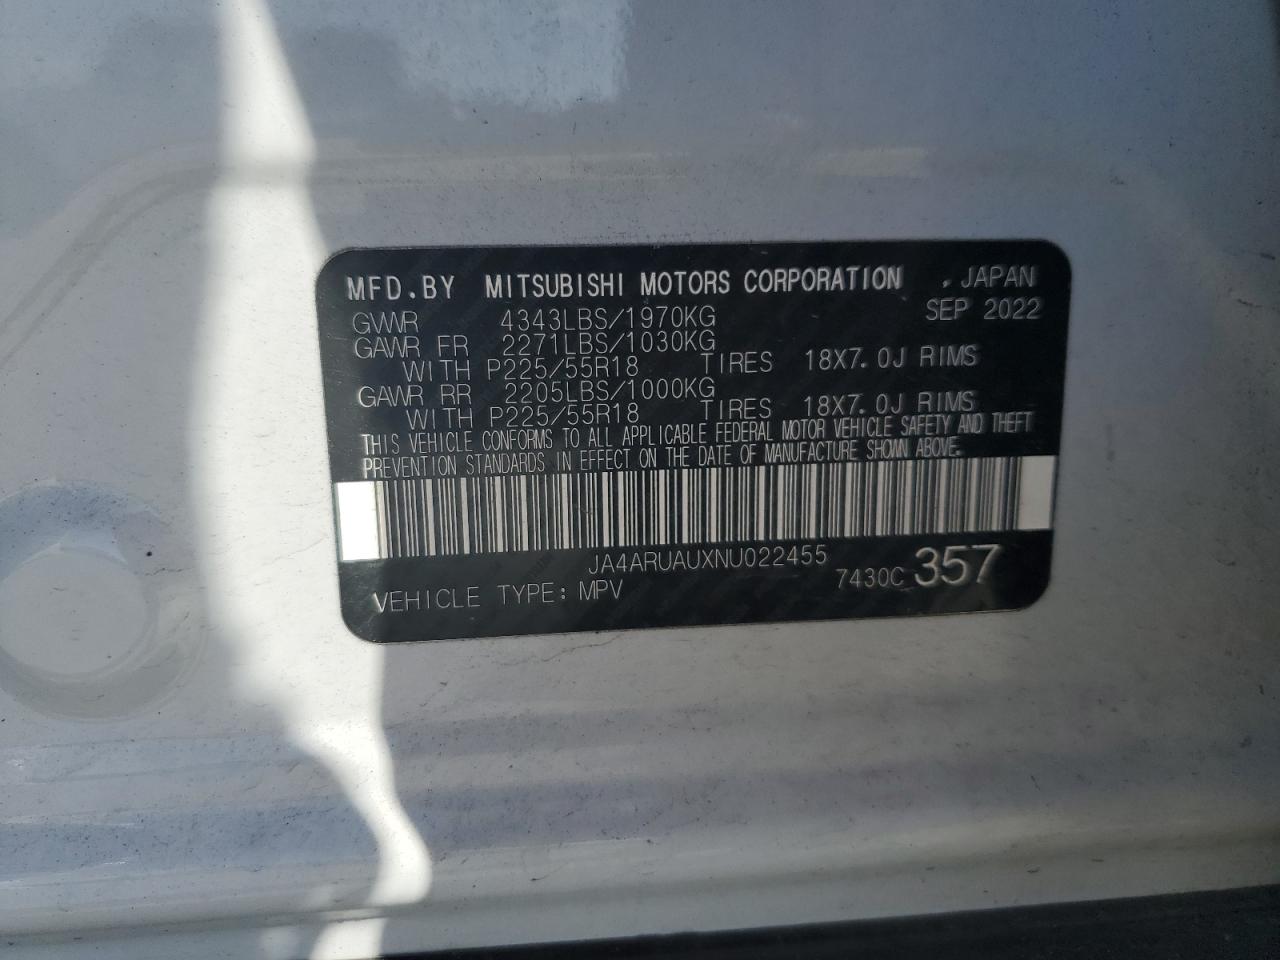 MFD.BY MITSUBISHI MOTORS CORPORATION , JAPAN
GVWR 4343LBS/1970KG SEP 2022
GAWR FR 2271LBS/1030KG
WITH P225/55R18 TIRES 18X7.0J RIMS
GAWR RR 2205LBS/1000KG
WITH P225/55R18 TIRES 18X7.0J RIMS
THIS VEHICLE CONFORMS TO ALL APPLICABLE FEDERAL MOTOR VEHICLE SAFETY AND THEFT
PREVENTION STANDARDS IN EFFECT ON THE DATE OF MANUFACTURE SHOWN ABOVE.
JA4ARUAUXNU022455
VEHICLE TYPE: MPV 7430C 357